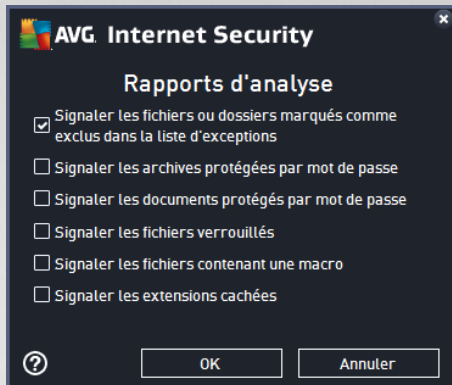 AVG. Internet Security
Rapports d'analyse
Signaler les fichiers ou dossiers marqués comme
exclus dans la liste d'exceptions
Signaler les archives protégées par mot de passe
Signaler les documents protégés par mot de passe
Signaler les fichiers verrouillés
Signaler les fichiers contenant une macro
Signaler les extensions cachées
? OK Annuler